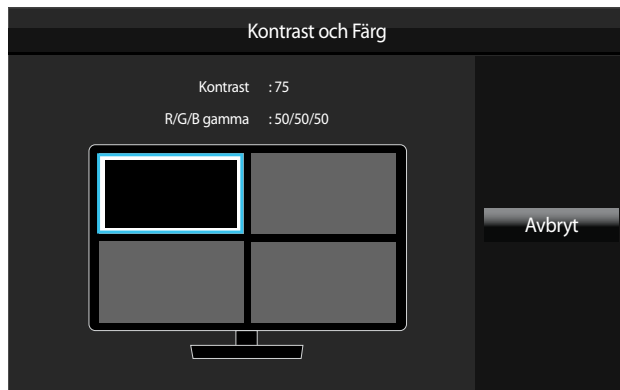 Kontrast och Färg
Kontrast : 75
R/G/B gamma : 50/50/50
Avbryt